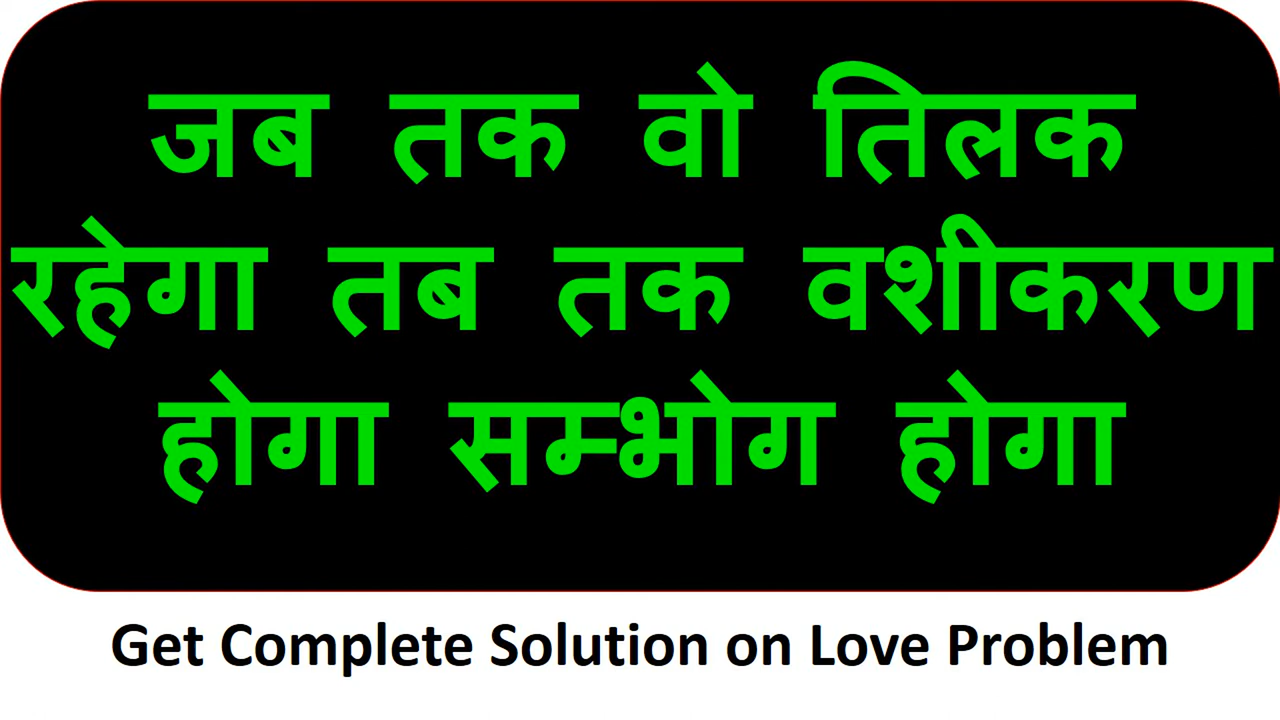 जब तक वो तिलक
रहेगा तब तक वशीकरण
होगा सम्भोग होगा
Get Complete Solution on Love Problem